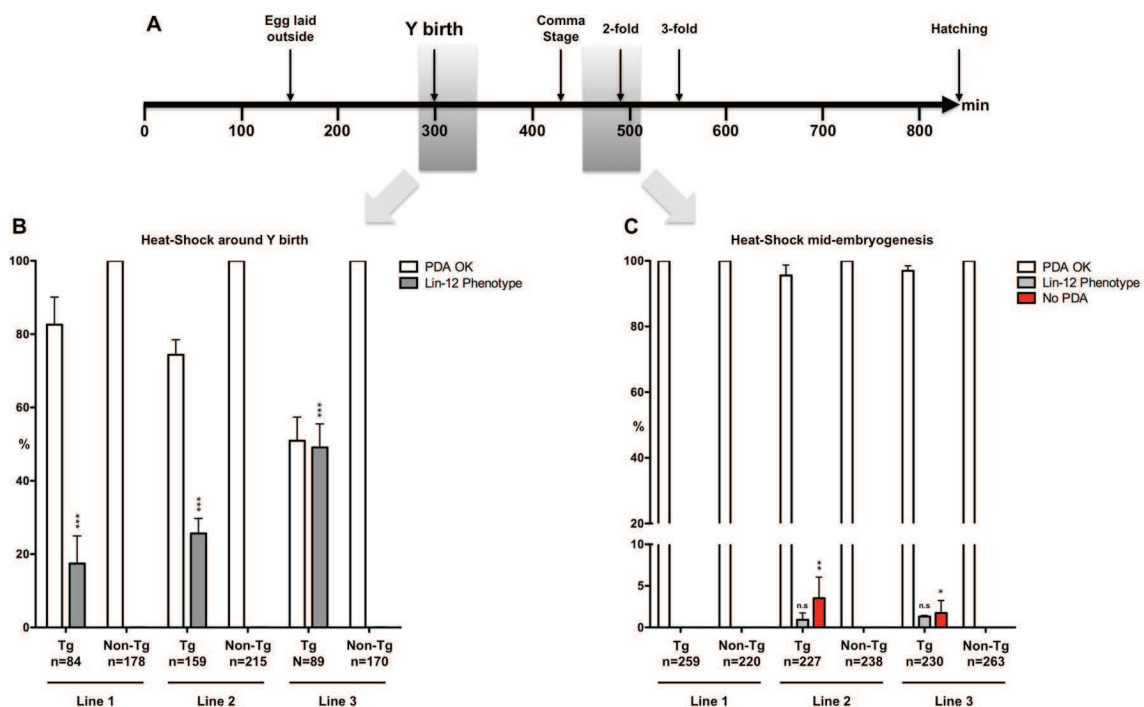 A
Egg laid
outside
Y birth
Comma
Stage
2-fold
3-fold
Hatching
min
0 100 200 300 400 500 600 700 800
B
Heat-Shock around Y birth
PDA OK
Lin-12 Phenotype
100
80
60
%
40
20
0
***
***
***
Tg Non-Tg Tg Non-Tg Tg Non-Tg
n=84 n=178 n=159 n=215 N=89 n=170
Line 1 Line 2 Line 3
C
Heat-Shock mid-embryogenesis
PDA OK
Lin-12 Phenotype
No PDA
100
80
60
%
40
20
10
5
0
n.s ** n.s *
Tg Non-Tg Tg Non-Tg Tg Non-Tg
n=259 n=220 n=227 n=238 n=230 n=263
Line 1 Line 2 Line 3